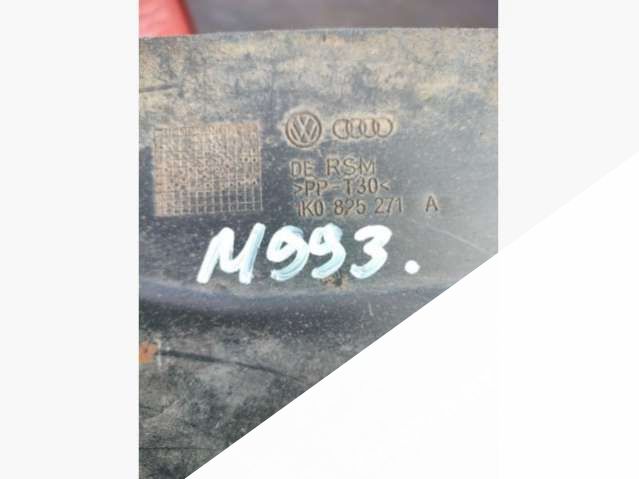 DE RSM
>PP-T30<
1K0 825 271 A
M993.